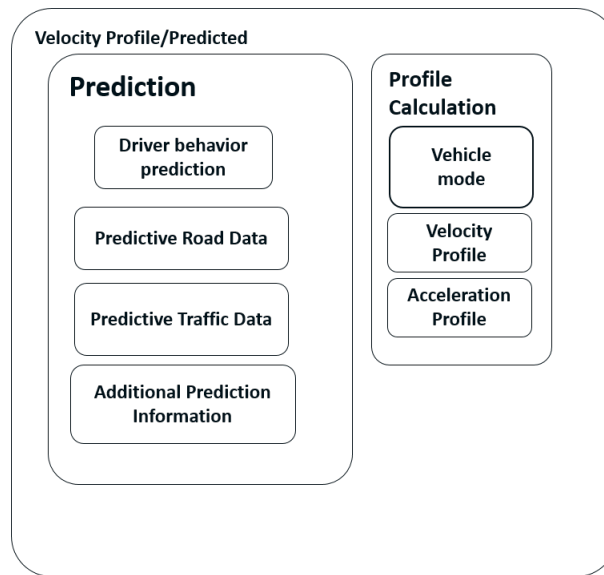 Velocity Profile/Predicted
Prediction
Driver behavior
prediction
Predictive Road Data
Predictive Traffic Data
Additional Prediction
Information
Profile
Calculation
Vehicle
mode
Velocity
Profile
Acceleration
Profile